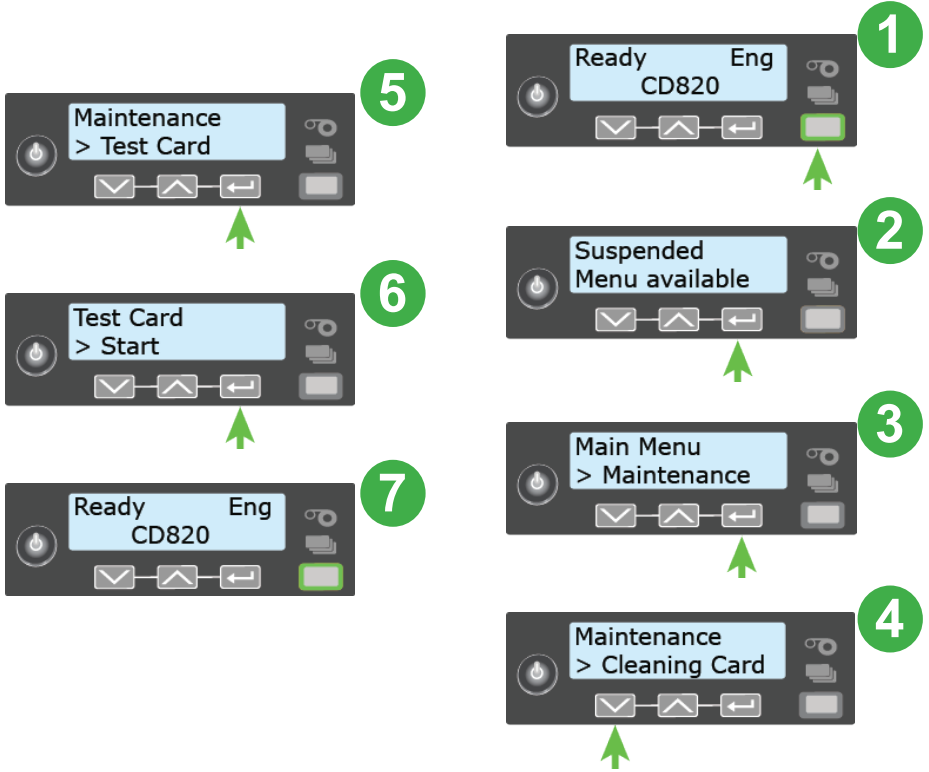 1
Ready Eng
CD820
2
Suspended
Menu available
3
Main Menu
> Maintenance
4
Maintenance
> Cleaning Card
5
Maintenance
> Test Card
6
Test Card
> Start
7
Ready Eng
CD820